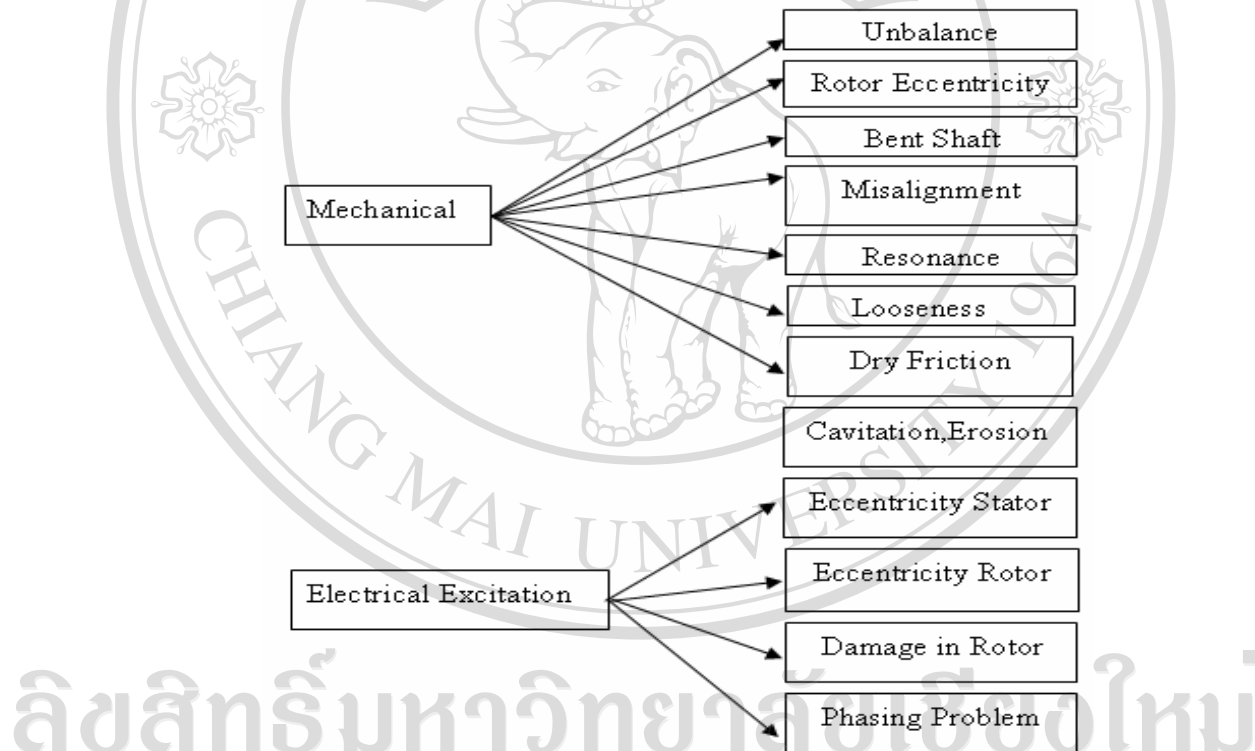 Unbalance
Rotor Eccentricity
Bent Shaft
Mechanical
Misalignment
Resonance
Looseness
Dry Friction
Cavitation,Erosion
Eccentricity Stator
Electrical Excitation
Eccentricity Rotor
Damage in Rotor
Phasing Problem
CHIANG MAI UNIVERSITY 1964
ลิขสิทธิ์มหาวิทยาลัยเชียงใหม่